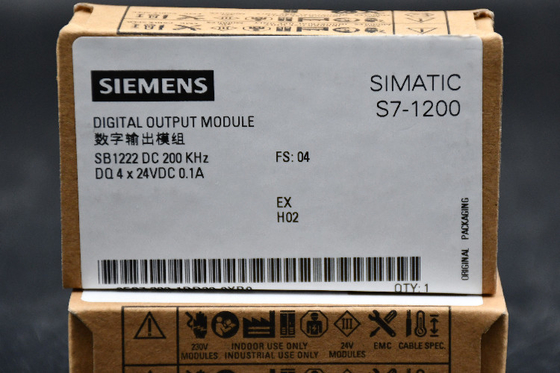 SIEMENS
SIMATIC
S7-1200
DIGITAL OUTPUT MODULE
数字输出模组
SB1222 DC 200 KHz
FS: 04
DQ 4 x 24VDC 0.1A
EX
H02
ORIGINAL PACKAGING
QTY: 1
230V
MODULES
INDOOR USE ONLY
INDUSTRIAL USE ONLY
24V
MODULES
EMC
CABLE SPEC.